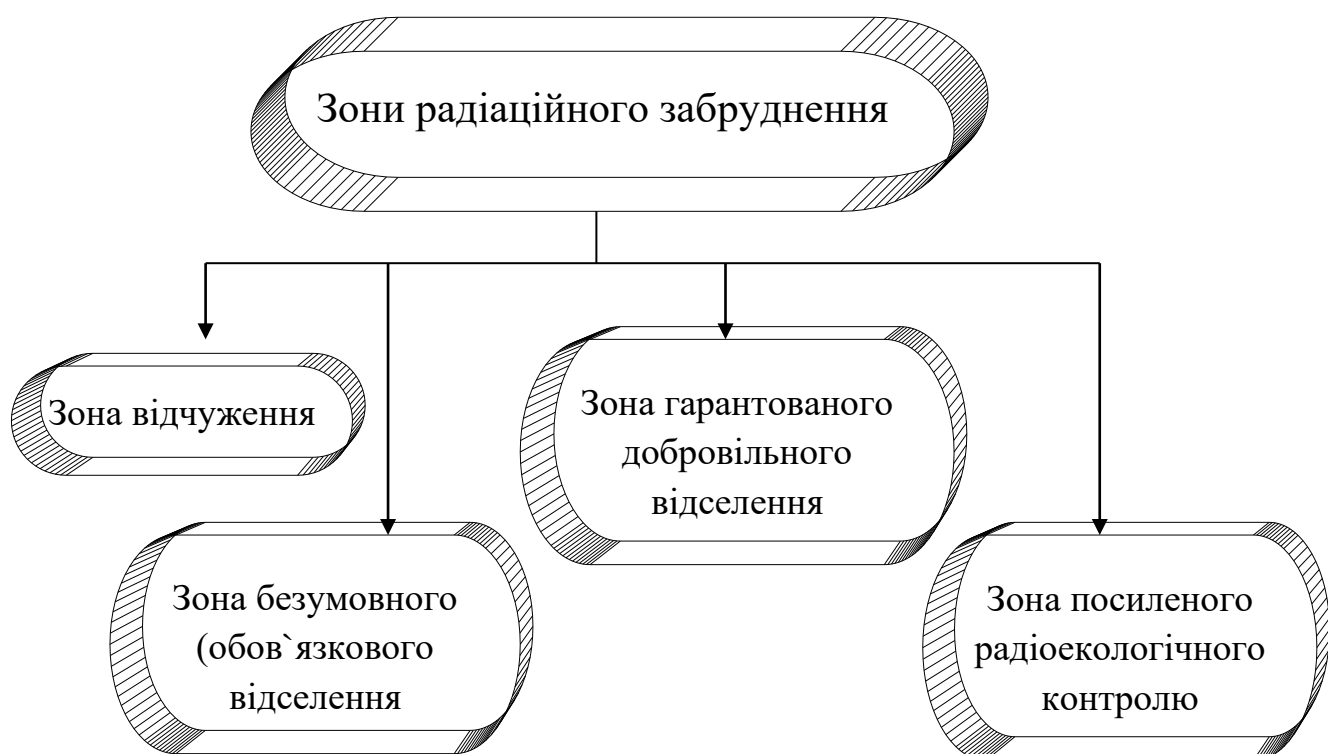 Зони радіаційного забруднення
Зона відчуження
Зона гарантованого
добровільного
відселення
Зона безумовного
(обов`язкового
відселення
Зона посиленого
радіоекологічного
контролю